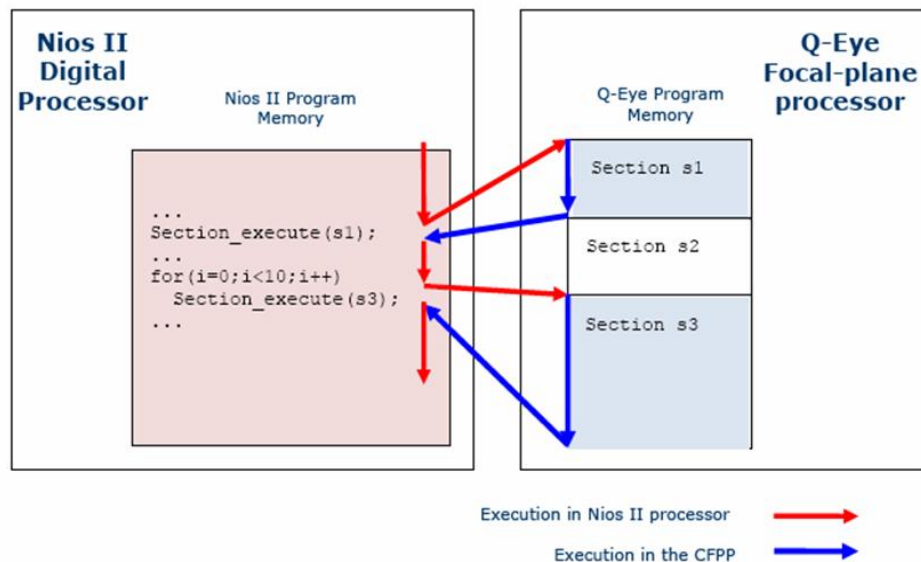 Nios II
Digital
Processor
Nios II Program
Memory
...
Section_execute(s1);
...
for(i=0;i<10;i++)
Section_execute(s3);
...
Q-Eye
Focal-plane
processor
Q-Eye Program
Memory
Section s1
Section s2
Section s3
Execution in Nios II processor
Execution in the CFPP